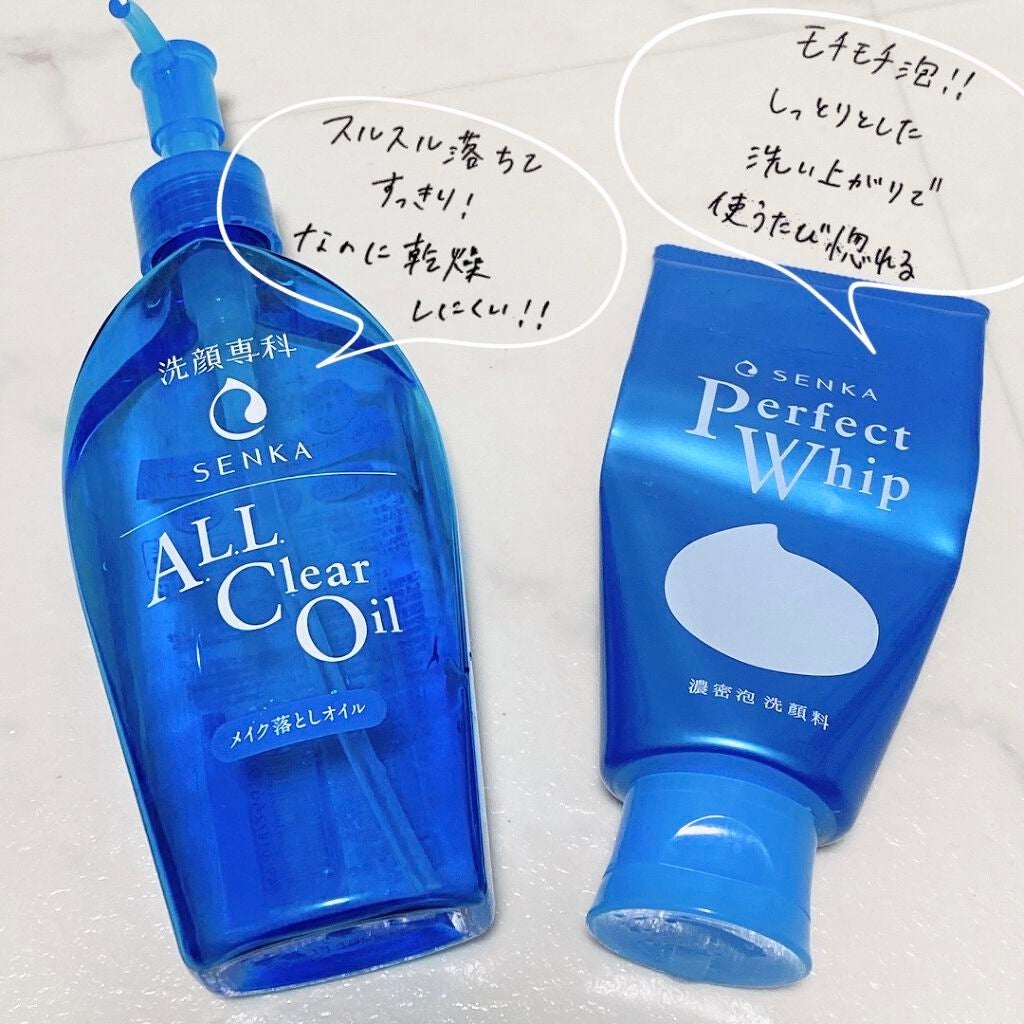 スルスル落ちて
すっきり!
なのに乾燥
しにくい!!
モチモチ泡!!
しっとりとした
洗い上がりで
使うたび惚れる
洗顔専科
SENKA
A.L.L.
Clear
Oil
メイク落としオイル
SENKA
Perfect
Whip
濃密泡 洗顔料